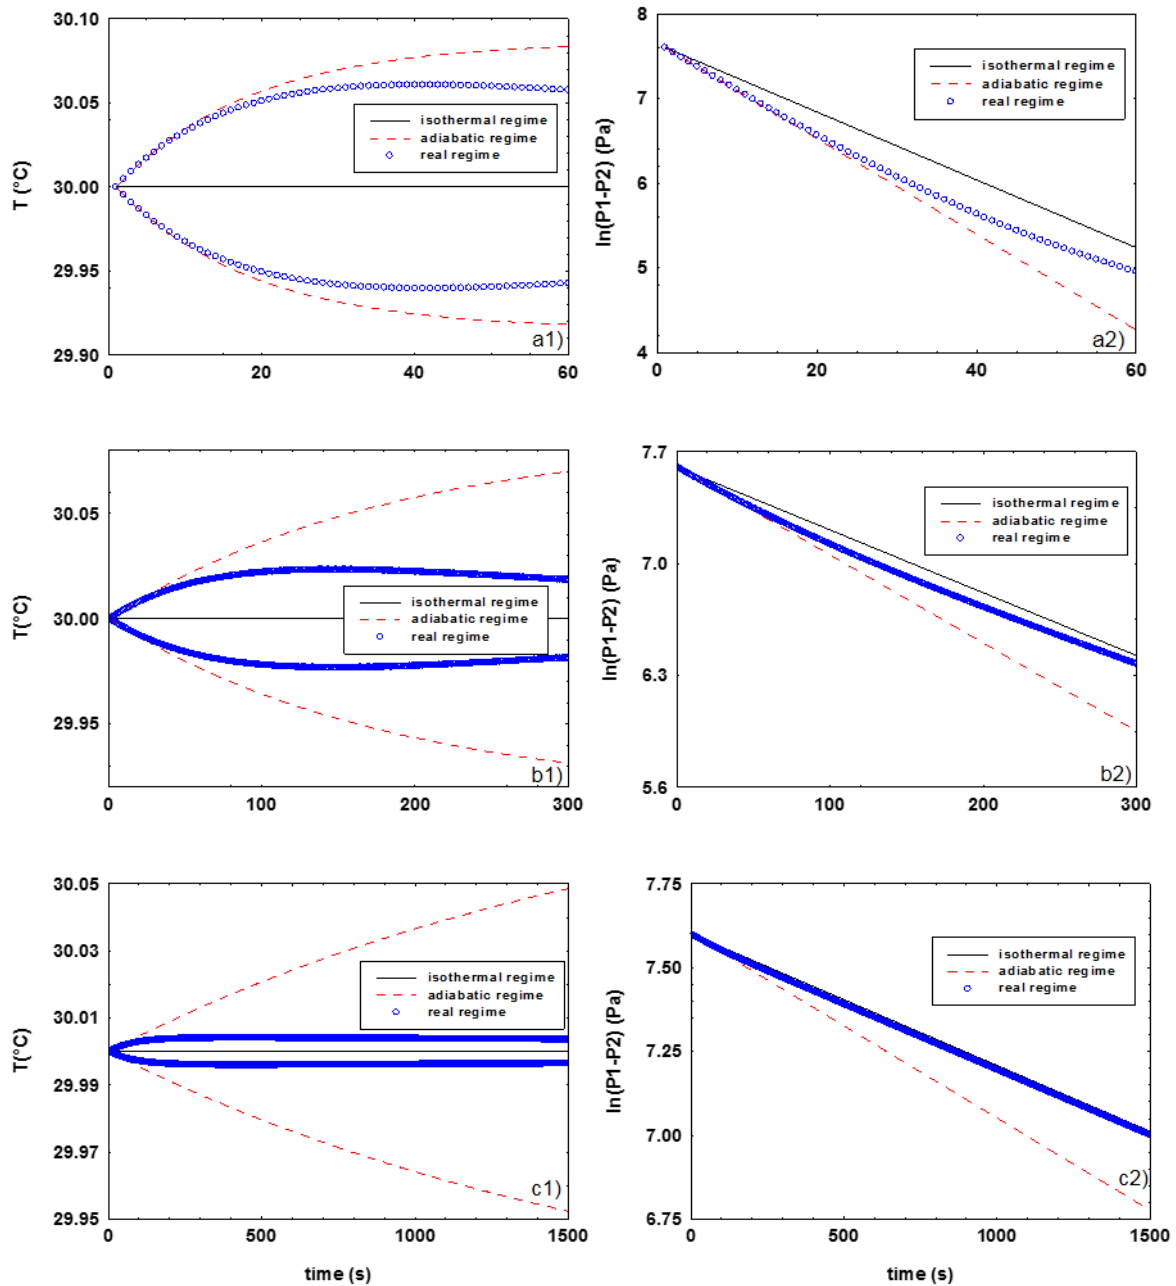 30.10
30.05
30.00
29.95
29.90
0 20 40 60
T (°C)
isothermal regime
adiabatic regime
real regime
a1)
8
7
6
5
4
0 20 40 60
ln(P1-P2) (Pa)
isothermal regime
adiabatic regime
real regime
a2)
30.05
30.00
29.95
0 100 200 300
T(°C)
isothermal regime
adiabatic regime
real regime
b1)
7.7
7.0
6.3
5.6
0 100 200 300
ln(P1-P2) (Pa)
isothermal regime
adiabatic regime
real regime
b2)
30.05
30.03
30.01
29.99
29.97
29.95
0 500 1000 1500
T(°C)
isothermal regime
adiabatic regime
real regime
c1)
time (s)
7.75
7.50
7.25
7.00
6.75
0 500 1000 1500
ln(P1-P2) (Pa)
isothermal regime
adiabatic regime
real regime
c2)
time (s)